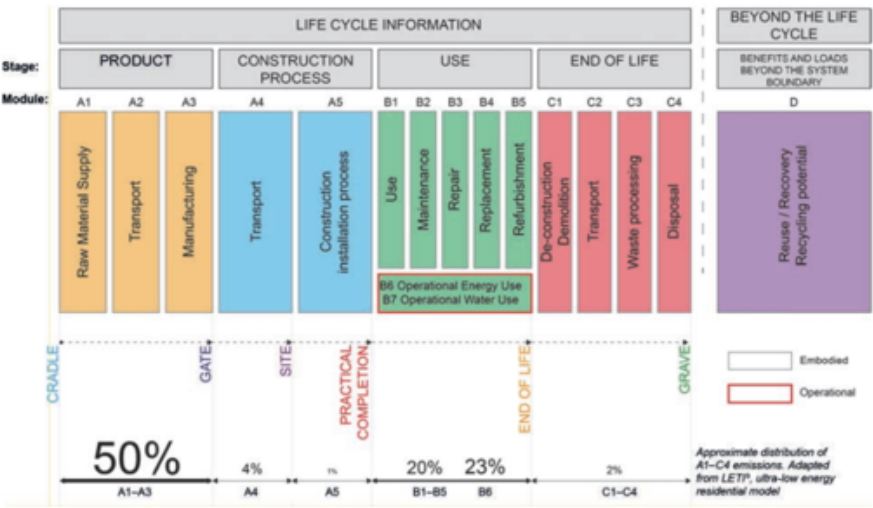 LIFE CYCLE INFORMATION
BEYOND THE LIFE
CYCLE
Stage:
PRODUCT
CONSTRUCTION
PROCESS
USE
END OF LIFE
BENEFITS AND LOADS
BEYOND THE SYSTEM
BOUNDARY
Module:
A1
A2
A3
A4
A5
B1
B2
B3
B4
B5
C1
C2
C3
C4
D
Raw Material Supply
Transport
Manufacturing
Transport
Construction
installation process
Use
Maintenance
Repair
Replacement
Refurbishment
B6 Operational Energy Use
B7 Operational Water Use
De-construction
Demolition
Transport
Waste processing
Disposal
Reuse / Recovery
Recycling potential
CRADLE
GATE
SITE
PRACTICAL
COMPLETION
END OF LIFE
GRAVE
Embodied
Operational
50%
4%
1%
20%
23%
2%
A1–A3
A4
A5
B1–B5
B6
C1–C4
Approximate distribution of
A1–C4 emissions. Adapted
from LETI⁶, ultra-low energy
residential model